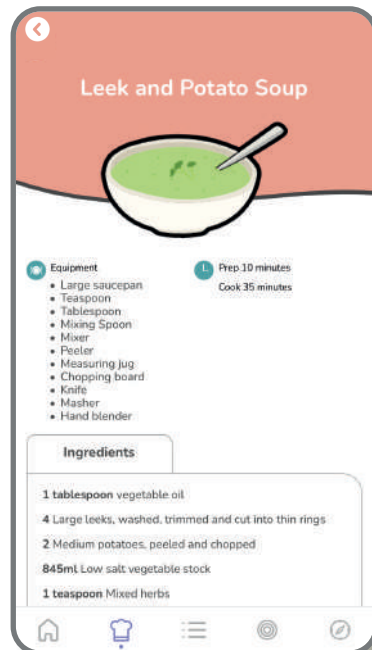 Leek and Potato Soup
Equipment
Large saucepan
Teaspoon
Tablespoon
Mixing Spoon
Mixer
Peeler
Measuring jug
Chopping board
Knife
Masher
Hand blender
Prep 10 minutes
Cook 35 minutes
Ingredients
1 tablespoon vegetable oil
4 Large leeks, washed, trimmed and cut into thin rings
2 Medium potatoes, peeled and chopped
845ml Low salt vegetable stock
1 teaspoon Mixed herbs